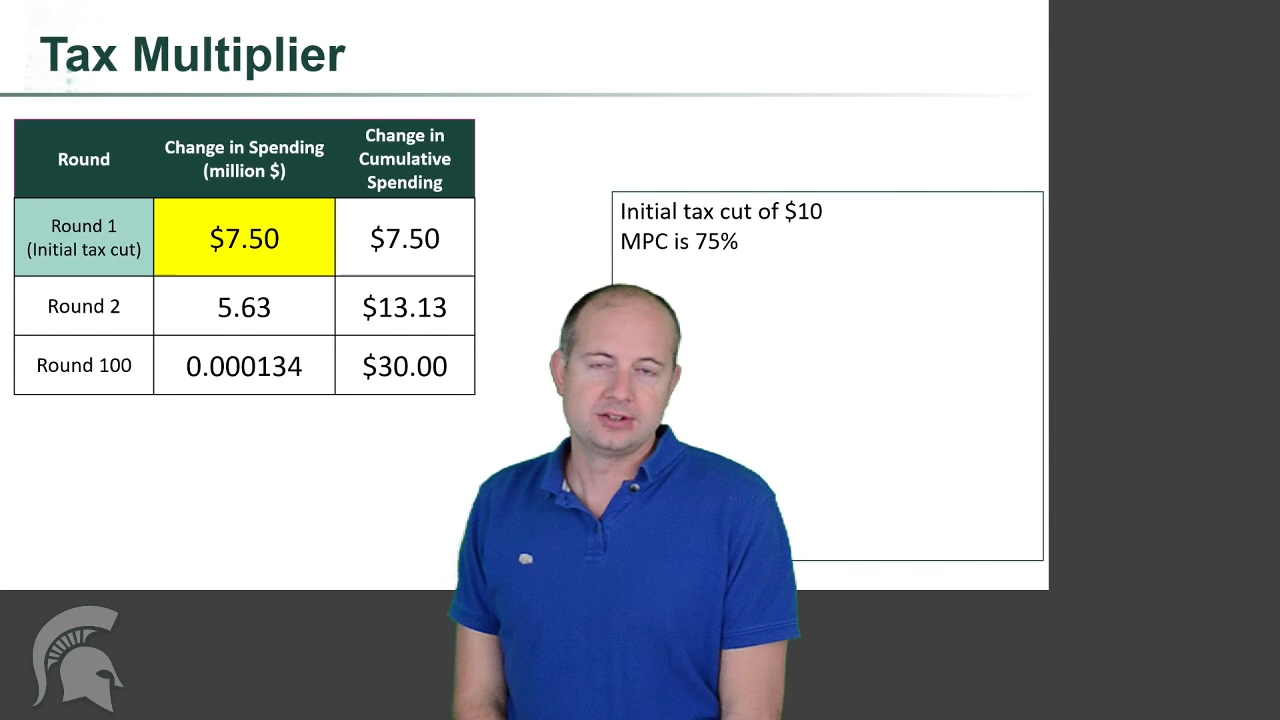 Tax Multiplier
Round
Change in Spending
(million $)
Change in
Cumulative
Spending
Round 1
(Initial tax cut)
$7.50
$7.50
Round 2
5.63
$13.13
Round 100
0.000134
$30.00
Initial tax cut of $10
MPC is 75%